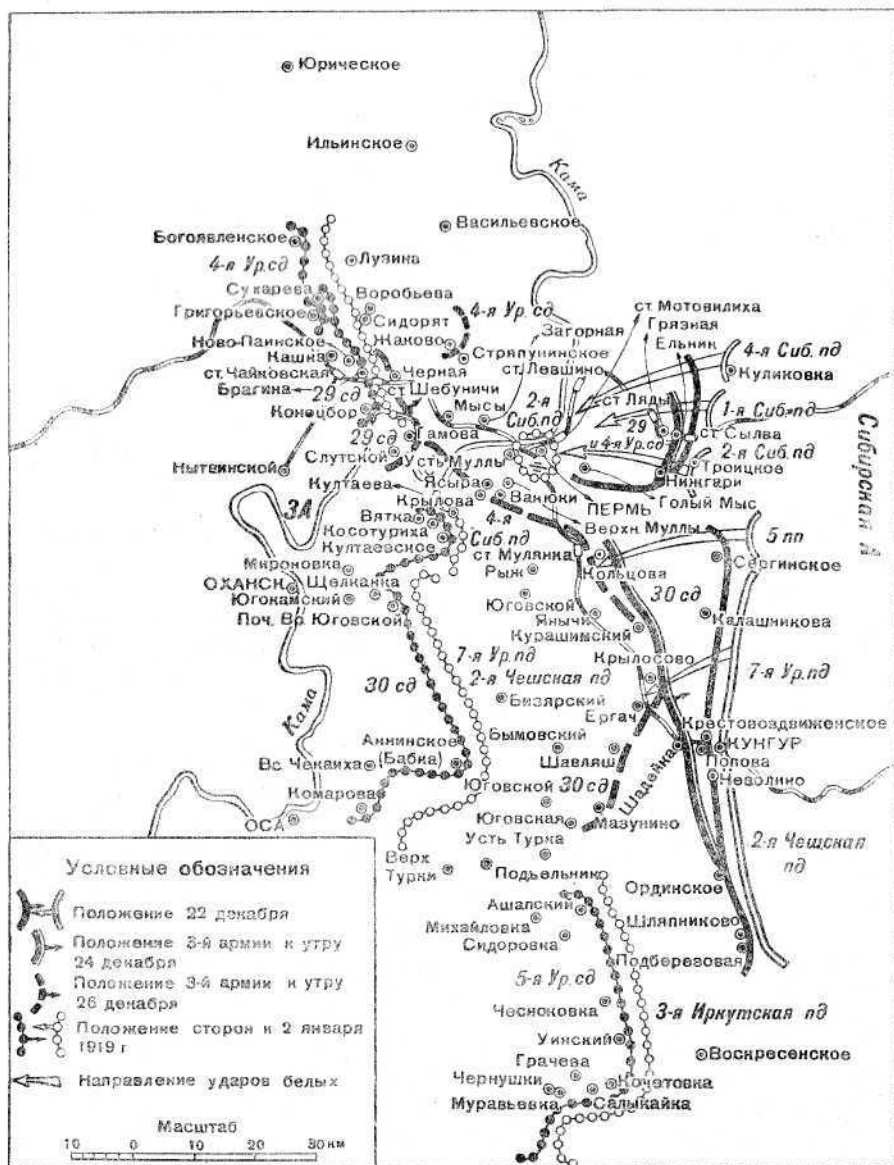 Юрическое
Ильинское
Кама
Васильевское
Богоявленское
4-я Ур.сд
Лузина
Сукарева
Григорьевское
Воробьева
Сидорят
Жаково
4-я Ур. сд
Стряпунинское
Загорная
ст. Мотовилиха
Грязная
Ельник
4-я Сиб. пд
Куликовка
Ново-Паинское
Кашка
ст. Чайковская
Брагина
Черная
ст. Шебуничи
ст. Левшино
29 сд
Конецбор
2-я Сиб. пд
ст. Ляды
1-я Сиб. пд
Мысы
29
и 4-я Ур. сд
ст. Сылва
2-я Сиб. пд
Троицкое
29 сд
Гамова
Слутской
Усть Муллы
Нытвинской
Нижгари
Голый Мыс
Сибирская А
3А
Култаева
Ясыра
Крылова
Ванюки
ПЕРМЬ
Верхн. Муллы
Вятка
Косотуриха
Култаевское
4-я Сиб. пд
ст Мулянка
5 пп
Рыж
Кольцова
Сергинское
Мироновка
ОХАНСК
Щелканка
Югокамский
Поч. Вр. Юговской
Юговской
Янычи
Курашимский
30 сд
Калашникова
7-я Ур. пд
2-я Чешская пд
30 сд
Крылосово
7-я Ур. пд
Кама
Бизярский
Ергач
Крестовоздвиженское
Аннинское
(Бабка)
Бымовский
КУНГУР
Шавляш
Шадейка
Попова
Вс. Чекаиха
Неволино
Комарова
Юговской
30 сд
ОСА
Юговская
Мазунино
Усть Турка
2-я Чешская пд
Верх
Турки
Подъельник
Ординское
Ашапский
Михайловка
Сидоровка
Шляпниково
Подберезовая
5-я Ур. сд
Чесноковка
3-я Иркутская пд
Уинский
Воскресенское
Грачева
Чернушки
Кочетовка
Муравьевка
Салыкайка
Условные обозначения
Положение 22 декабря
Положение 3-й армии к утру
24 декабря
Положение 3-й армии к утру
26 декабря
Положение сторон к 2 января
1919 г
Направление ударов белых
Масштаб
10 0 10 20 30 км